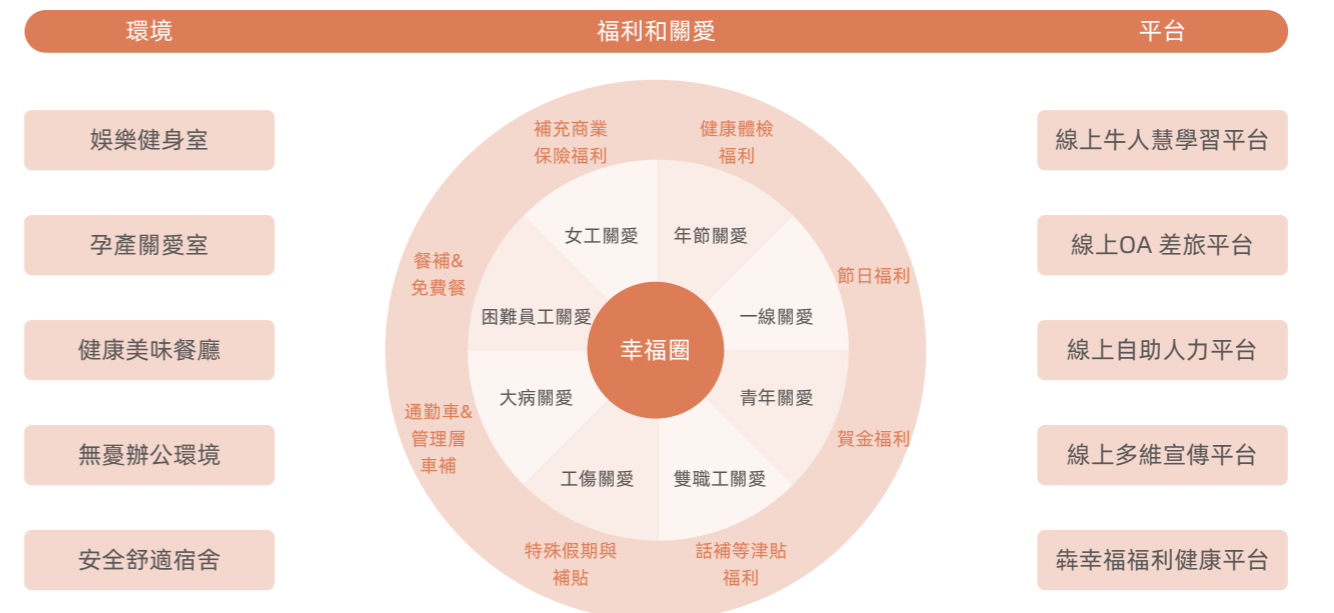 環境
福利和關愛
平台
娛樂健身室
孕產關愛室
健康美味餐廳
無憂辦公環境
安全舒適宿舍
補充商業
保險福利
健康體檢
福利
節日福利
賀金福利
話補等津貼
福利
特殊假期與
補貼
通勤車&
管理層
車補
餐補&
免費餐
女工關愛
年節關愛
一線關愛
青年關愛
雙職工關愛
工傷關愛
大病關愛
困難員工關愛
幸福圈
線上牛人慧學習平台
線上OA 差旅平台
線上自助人力平台
線上多維宣傳平台
犇幸福福利健康平台